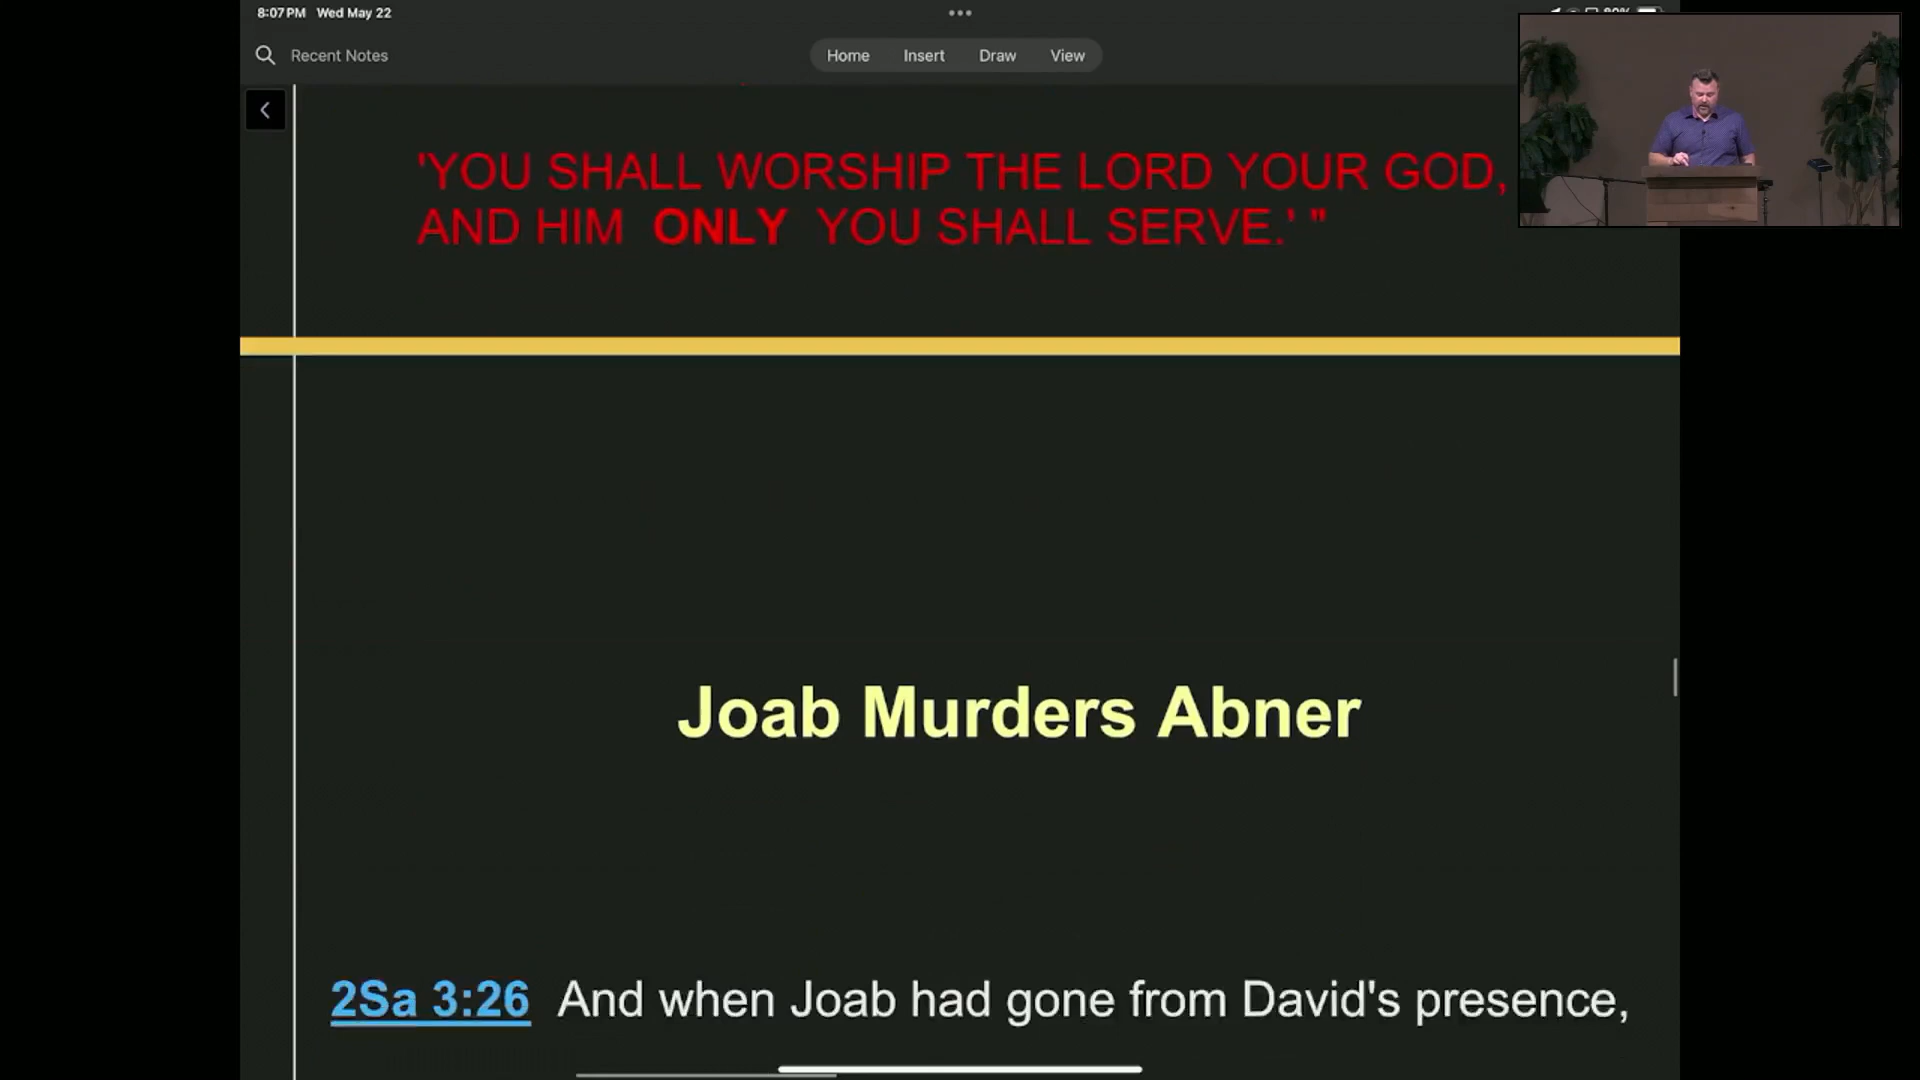 8:07 PM Wed May 22
80%
Recent Notes
Home Insert Draw View
'YOU SHALL WORSHIP THE LORD YOUR GOD,
AND HIM ONLY YOU SHALL SERVE.' "
Joab Murders Abner
2Sa 3:26 And when Joab had gone from David's presence,